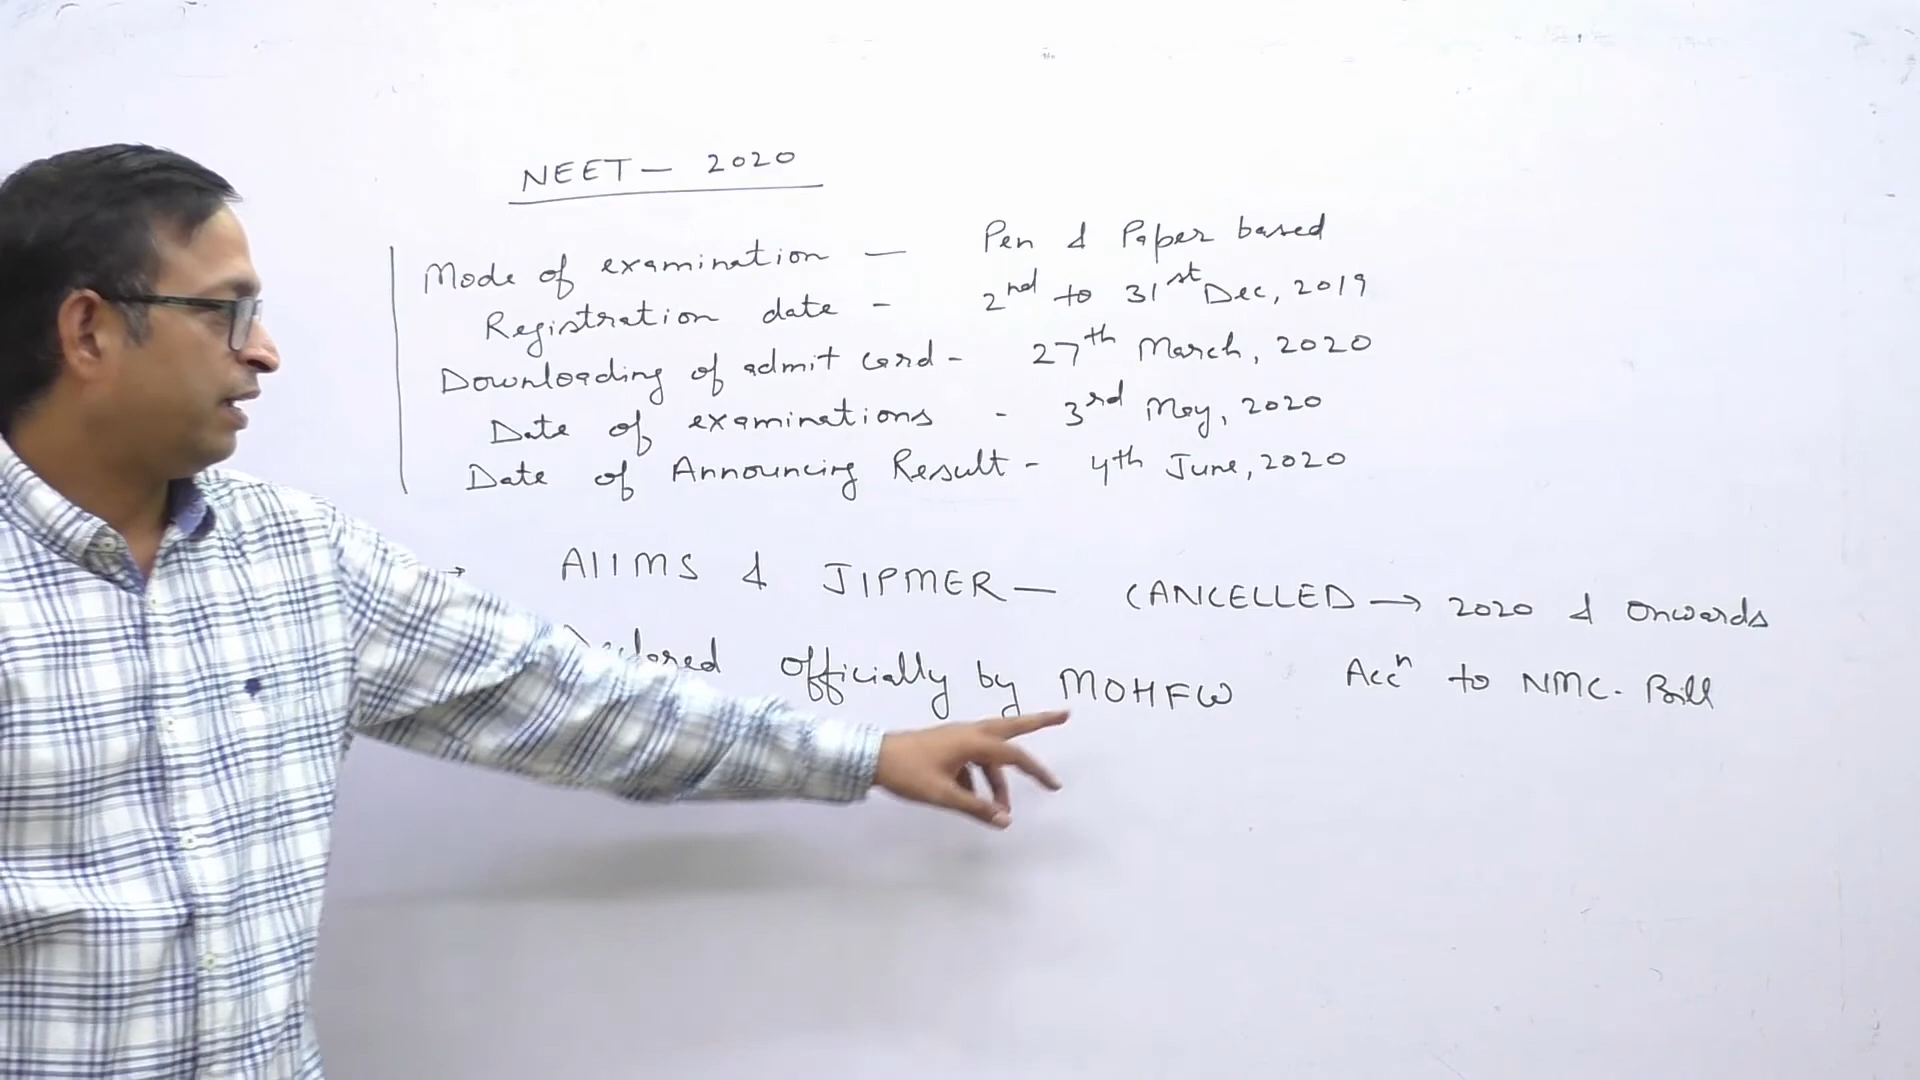 NEET — 2020
Mode of examination — Pen & Paper based
Registration date - 2nd to 31st Dec, 2019
Downloading of admit card - 27th March, 2020
Date of examinations - 3rd May, 2020
Date of Announcing Result - 4th June, 2020
→ AIIMS & JIPMER — CANCELLED → 2020 & Onwards
officially by MOHFW Accn to NMC. Bill